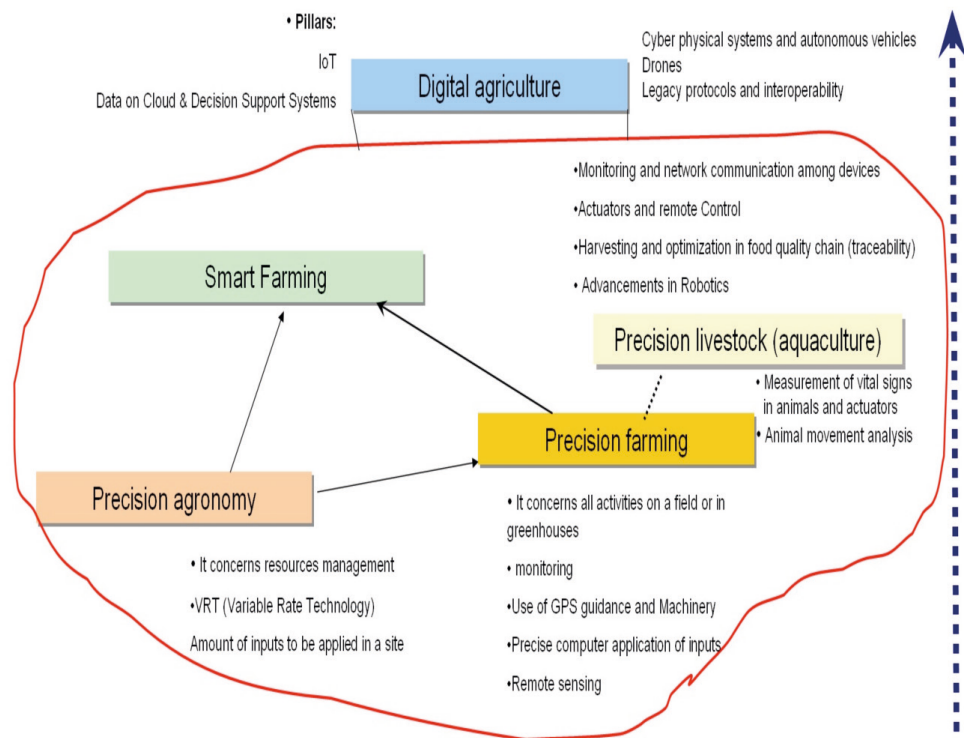 • Pillars:
IoT
Data on Cloud & Decision Support Systems
Digital agriculture
Cyber physical systems and autonomous vehicles
Drones
Legacy protocols and interoperability
•Monitoring and network communication among devices
•Actuators and remote Control
•Harvesting and optimization in food quality chain (traceability)
• Advancements in Robotics
Smart Farming
Precision livestock (aquaculture)
• Measurement of vital signs
in animals and actuators
• Animal movement analysis
Precision farming
Precision agronomy
• It concerns resources management
•VRT (Variable Rate Technology)
Amount of inputs to be applied in a site
• It concerns all activities on a field or in
greenhouses
• monitoring
•Use of GPS guidance and Machinery
•Precise computer application of inputs
•Remote sensing